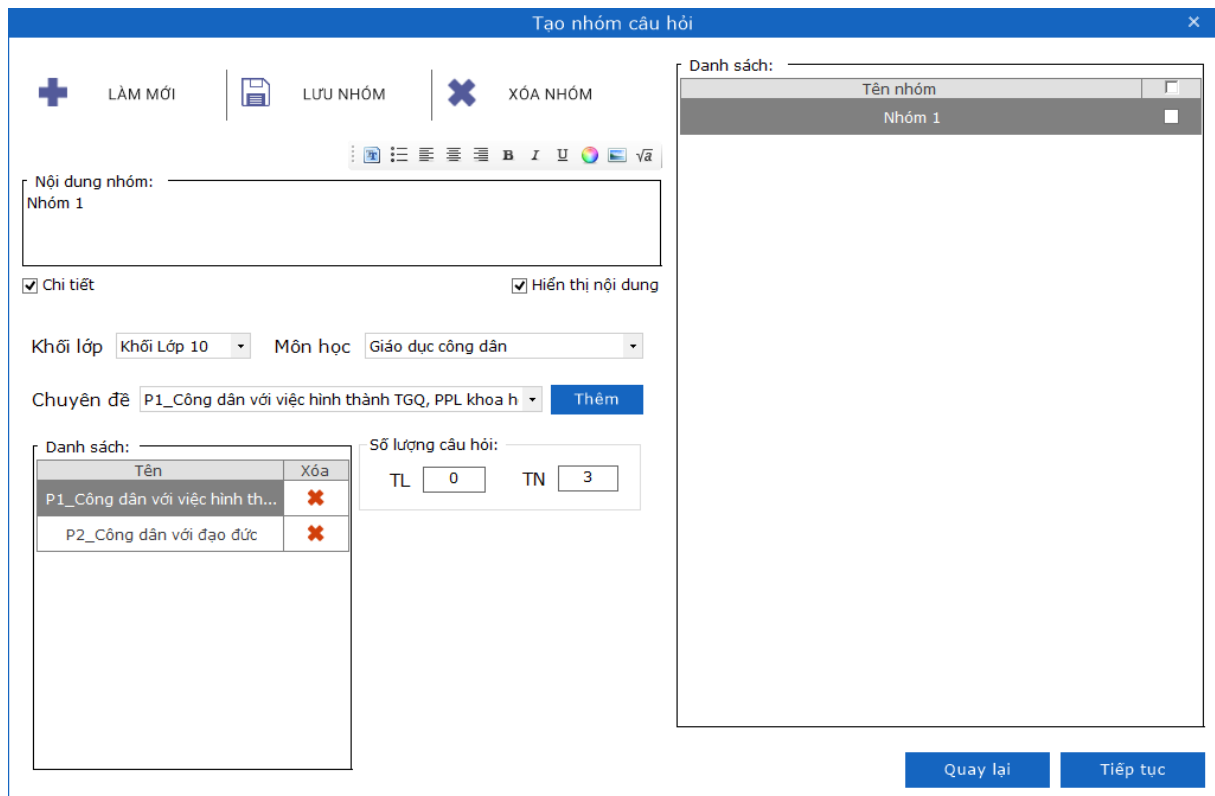 Tạo nhóm câu hỏi
LÀM MỚI
LƯU NHÓM
XÓA NHÓM
B I U √a
Nội dung nhóm:
Nhóm 1
Chi tiết
Hiển thị nội dung
Khối lớp Khối Lớp 10 Môn học Giáo dục công dân
Chuyên đề P1_Công dân với việc hình thành TGQ, PPL khoa h Thêm
Danh sách:
Tên Xóa
P1_Công dân với việc hình th...
P2_Công dân với đạo đức
Số lượng câu hỏi:
TL 0 TN 3
Danh sách:
Tên nhóm
Nhóm 1
Quay lại Tiếp tục